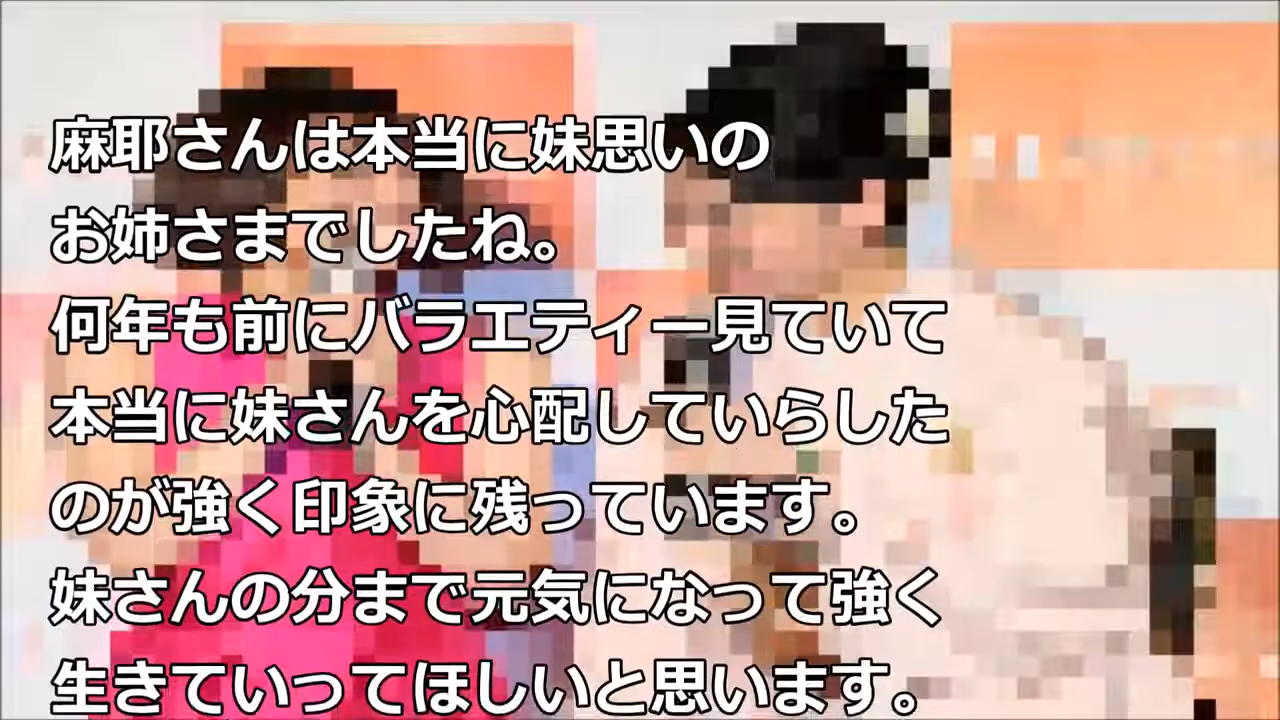 麻耶さんは本当に妹思いの
お姉さまでしたね。
何年も前にバラエティー見ていて
本当に妹さんを心配していらした
のが強く印象に残っています。
妹さんの分まで元気になって強く
生きていってほしいと思います。